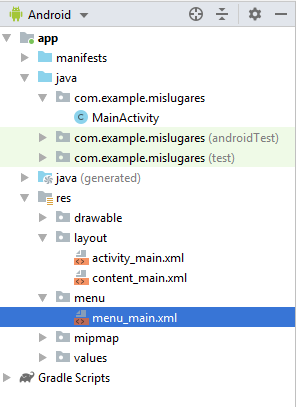 Android
app
manifests
java
com.example.mislugares
MainActivity
com.example.mislugares (androidTest)
com.example.mislugares (test)
java (generated)
res
drawable
layout
activity_main.xml
content_main.xml
menu
menu_main.xml
mipmap
values
Gradle Scripts